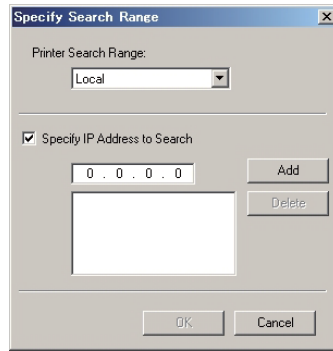 Specify Search Range
Printer Search Range:
Local
Specify IP Address to Search
0 . 0 . 0 . 0
Add
Delete
OK
Cancel